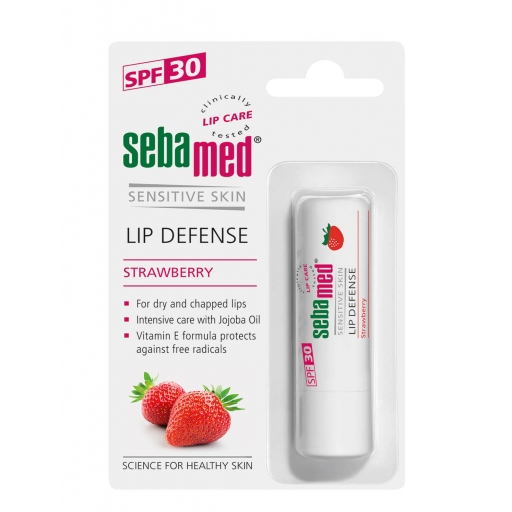 SPF 30
clinically
LIP CARE
tested
sebamed®
SENSITIVE SKIN
LIP DEFENSE
STRAWBERRY
For dry and chapped lips
Intensive care with Jojoba Oil
Vitamin E formula protects
against free radicals
SCIENCE FOR HEALTHY SKIN
clinically
LIP CARE
tested
sebamed®
SENSITIVE SKIN
LIP DEFENSE
Strawberry
SPF 30